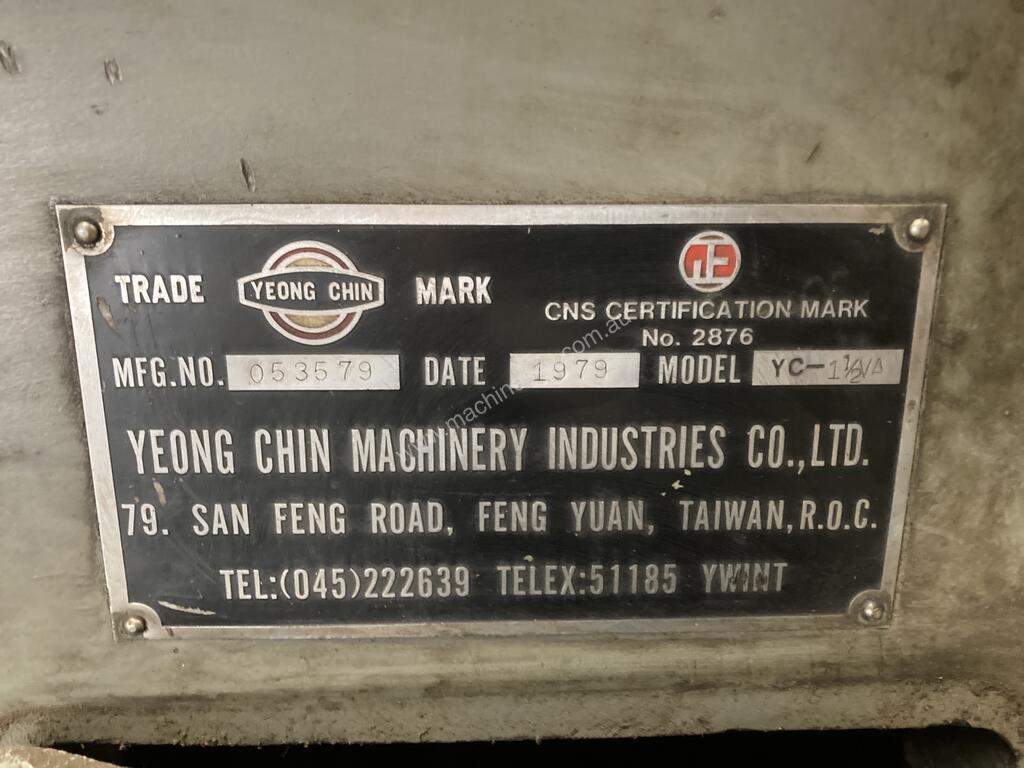 TRADE YEONG CHIN MARK
CNS CERTIFICATION MARK
No. 2876
MFG.NO. 053579 DATE 1979 MODEL YC-1½VA
YEONG CHIN MACHINERY INDUSTRIES CO.,LTD.
79. SAN FENG ROAD, FENG YUAN, TAIWAN, R.O.C.
TEL:(045)222639 TELEX:51185 YWINT